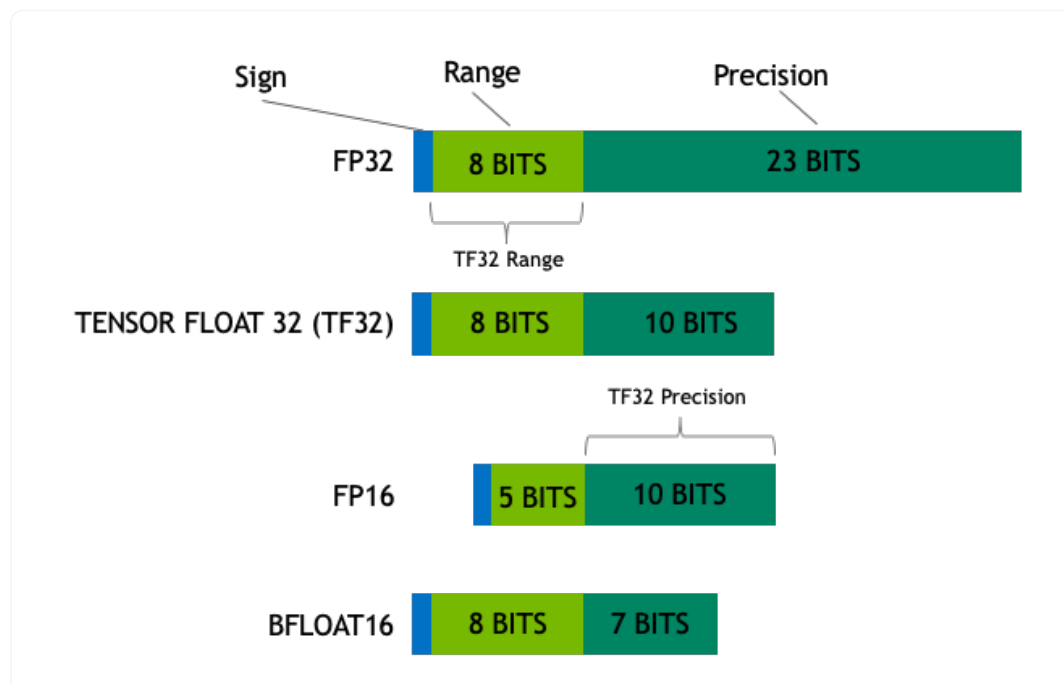 Sign Range Precision
FP32 8 BITS 23 BITS
TF32 Range
TENSOR FLOAT 32 (TF32) 8 BITS 10 BITS
TF32 Precision
FP16 5 BITS 10 BITS
BFLOAT16 8 BITS 7 BITS